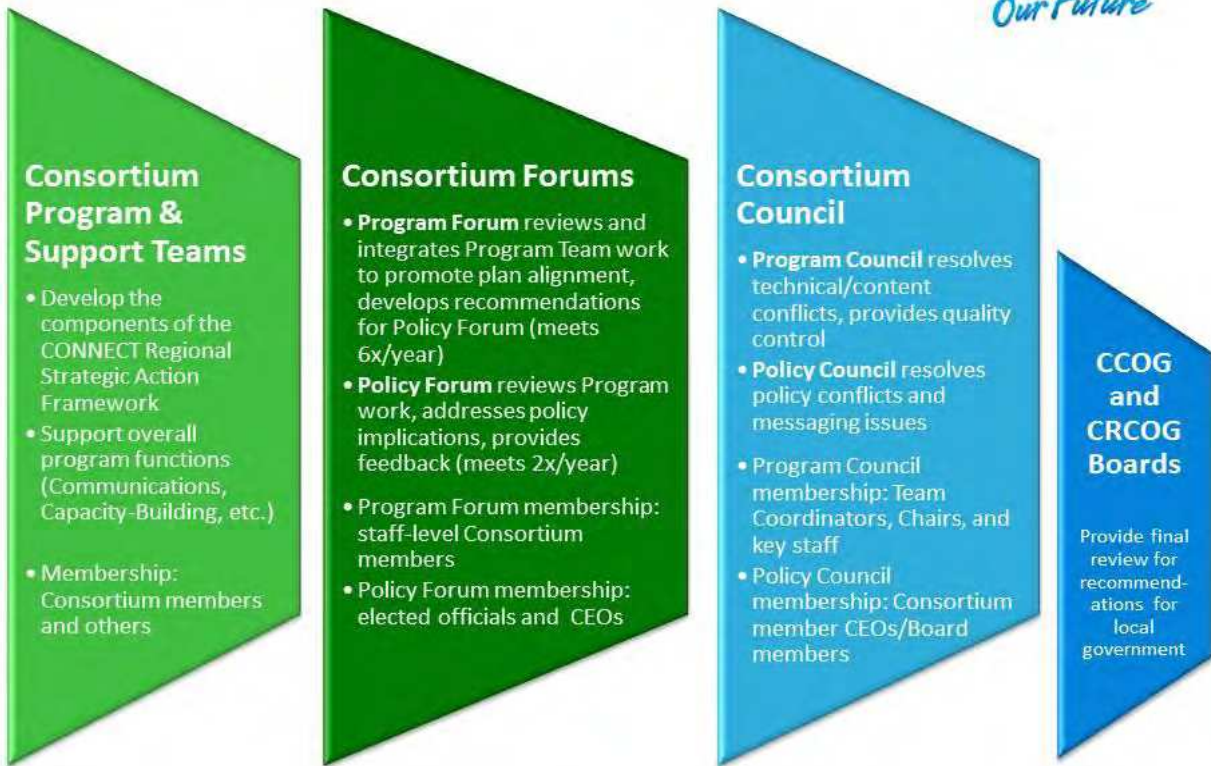 Our Future
Consortium
Program &
Support Teams
• Develop the
components of the
CONNECT Regional
Strategic Action
Framework
• Support overall
program functions
(Communications,
Capacity-Building, etc.)
• Membership:
Consortium members
and others
Consortium Forums
• Program Forum reviews and
integrates Program Team work
to promote plan alignment,
develops recommendations
for Policy Forum (meets
6x/year)
• Policy Forum reviews Program
work, addresses policy
implications, provides
feedback (meets 2x/year)
• Program Forum membership:
staff-level Consortium
members
• Policy Forum membership:
elected officials and CEOs
Consortium
Council
• Program Council resolves
technical/content
conflicts, provides quality
control
• Policy Council resolves
policy conflicts and
messaging issues
• Program Council
membership: Team
Coordinators, Chairs, and
key staff
• Policy Council
membership: Consortium
member CEOs/Board
members
CCOG
and
CRCOG
Boards
Provide final
review for
recommend-
ations for
local
government